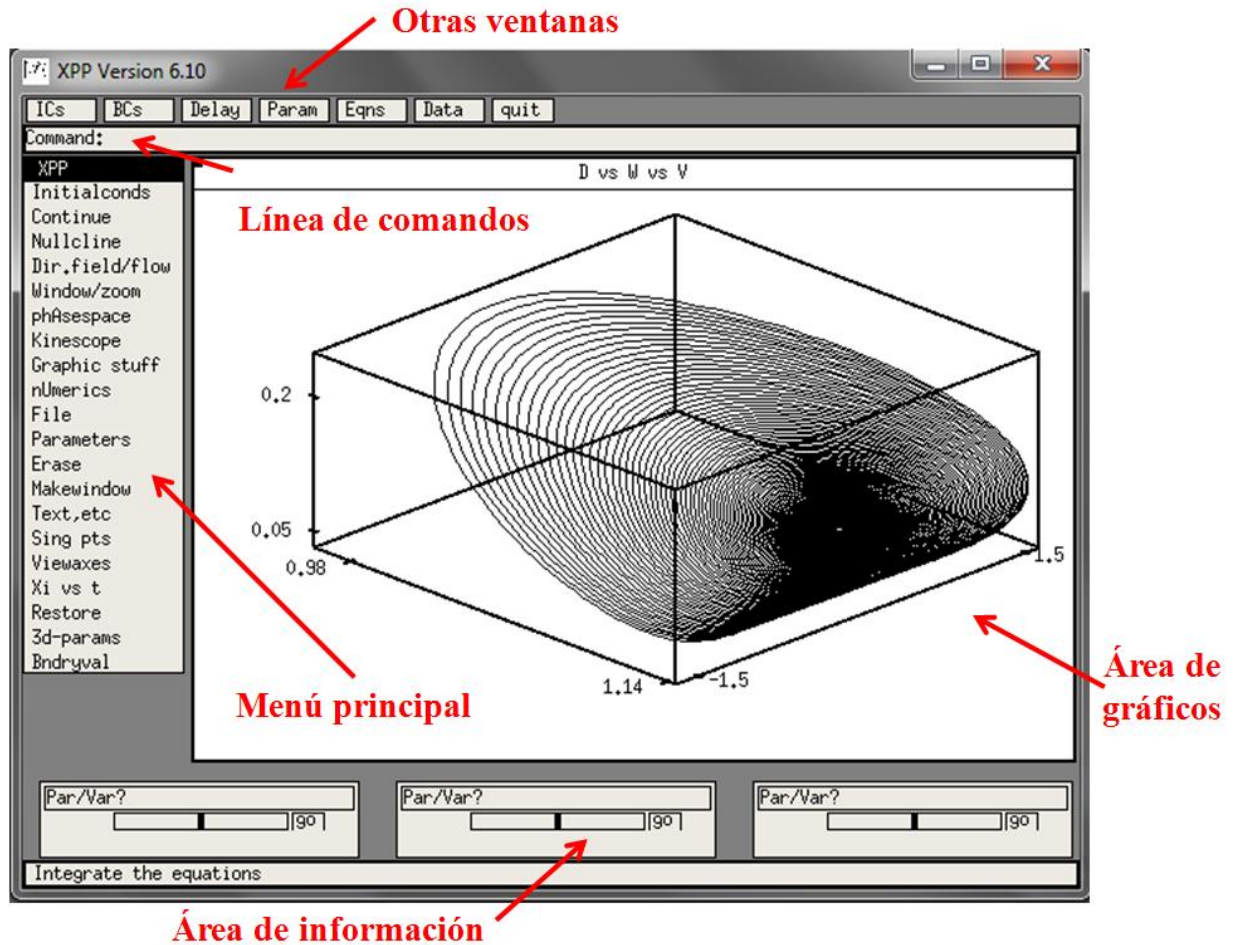 Otras ventanas
XPP Version 6.10
ICs BCs Delay Param Eqns Data quit
Command:
XPP
Initialconds
Continue
Nullcline
Dir.field/flow
Window/zoom
phAsespace
Kinescope
Graphic stuff
nUmerics
File
Parameters
Erase
Makewindow
Text,etc
Sing pts
Viewaxes
Xi vs t
Restore
3d-params
Bndryval
D vs W vs V
Línea de comandos
0.2
0.05
0.98
1.14
-1.5
1.5
Menú principal
Área de
gráficos
Par/Var?
Par/Var?
Par/Var?
Integrate the equations
Área de información